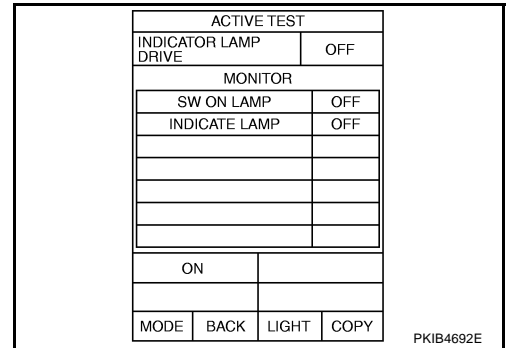 ACTIVE TEST
INDICATOR LAMP
DRIVE
OFF
MONITOR
SW ON LAMP OFF
INDICATE LAMP OFF
ON
MODE BACK LIGHT COPY
PKIB4692E